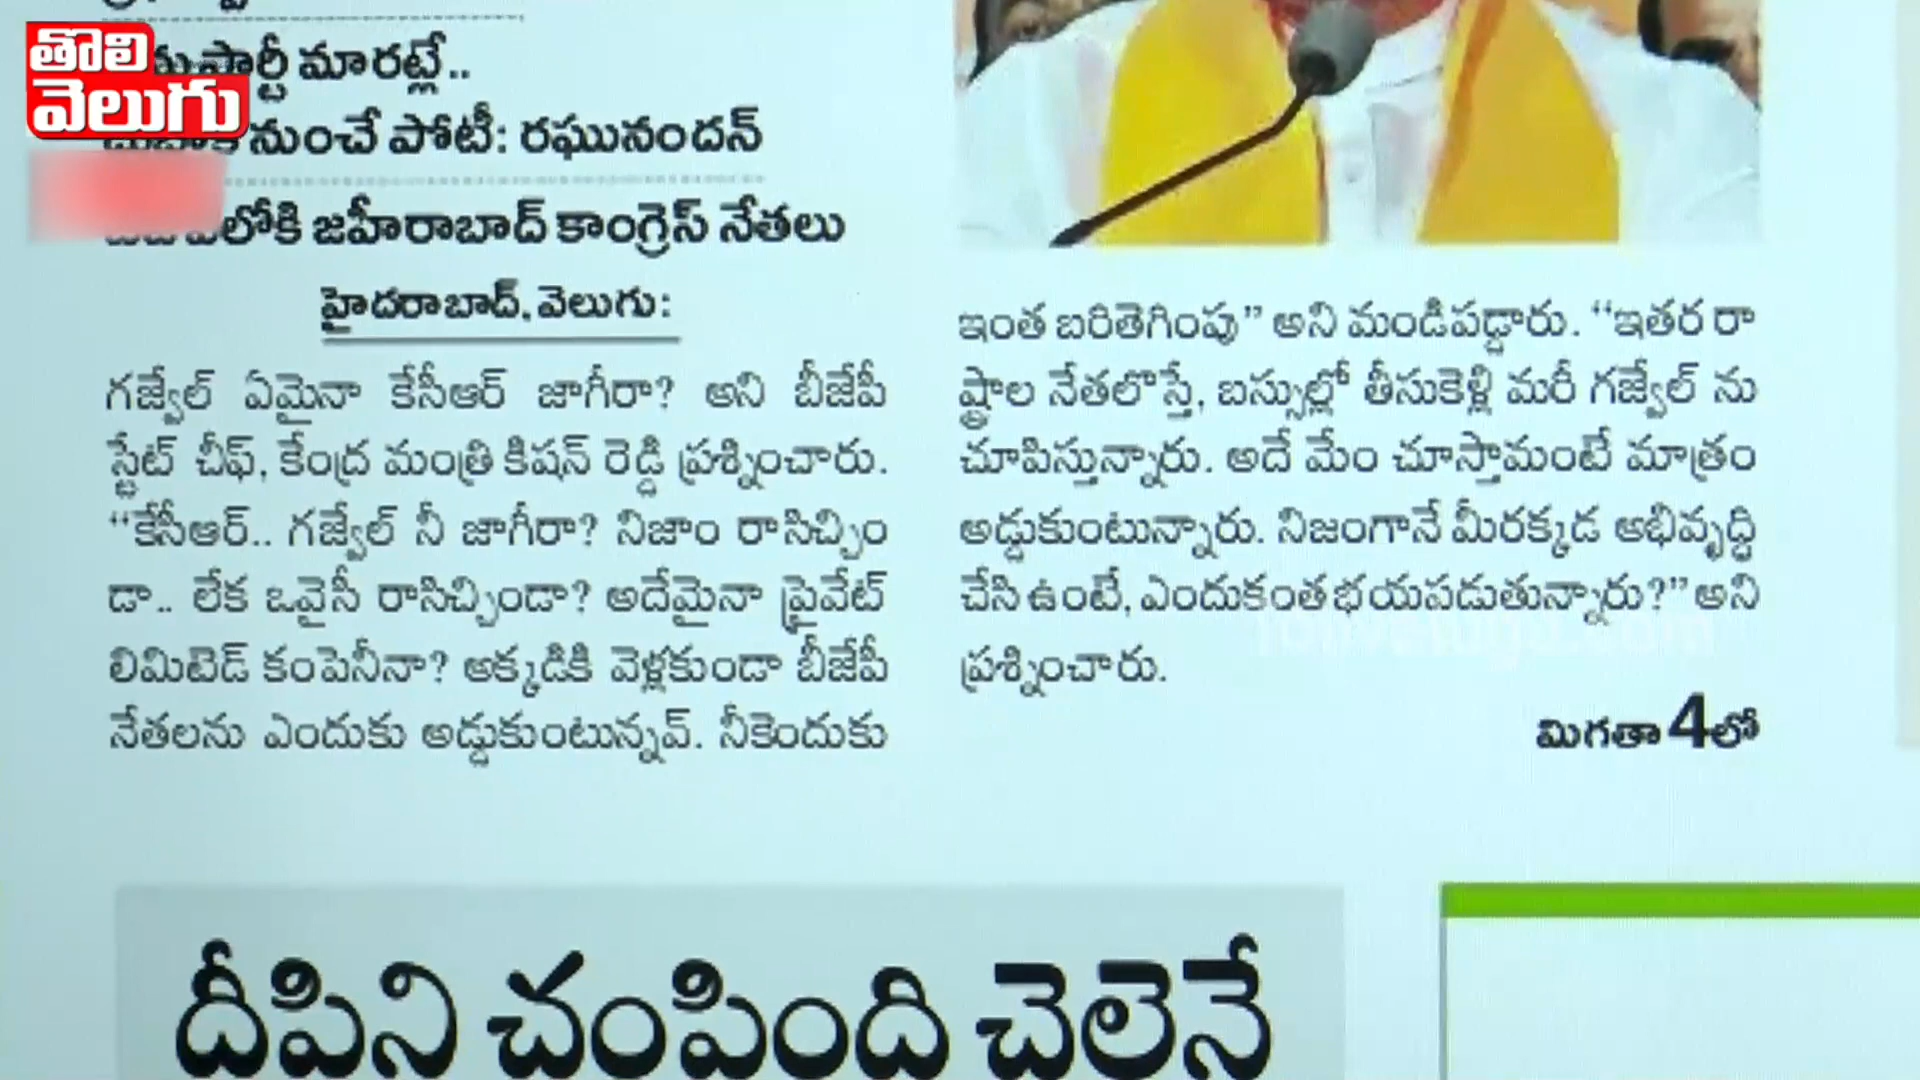 తొలి
వెలుగు
పార్టీ మారట్లే..
నుంచే పోటీ: రఘునందన్
లోకి జహీరాబాద్ కాంగ్రెస్ నేతలు
హైదరాబాద్, వెలుగు:
గజ్వేల్ ఏమైనా కేసీఆర్ జాగీరా? అని బీజేపీ
స్టేట్ చీఫ్, కేంద్ర మంత్రి కిషన్ రెడ్డి ప్రశ్నించారు.
“కేసీఆర్.. గజ్వేల్ నీ జాగీరా? నిజాం రాసిచ్చిం
డా.. లేక ఒవైసీ రాసిచ్చిండా? అదేమైనా ప్రైవేట్
లిమిటెడ్ కంపెనీనా? అక్కడికి వెళ్లకుండా బీజేపీ
నేతలను ఎందుకు అడ్డుకుంటున్నవ్. నీకెందుకు
ఇంత బరితెగింపు” అని మండిపడ్డారు. “ఇతర రా
ష్ట్రాల నేతలొస్తే, బస్సుల్లో తీసుకెళ్లి మరీ గజ్వేల్ ను
చూపిస్తున్నారు. అదే మేం చూస్తామంటే మాత్రం
అడ్డుకుంటున్నారు. నిజంగానే మీరక్కడ అభివృద్ధి
చేసి ఉంటే, ఎందుకంత భయపడుతున్నారు?” అని
ప్రశ్నించారు.
మిగతా 4లో
దీపిని చంపింది చెలెనే